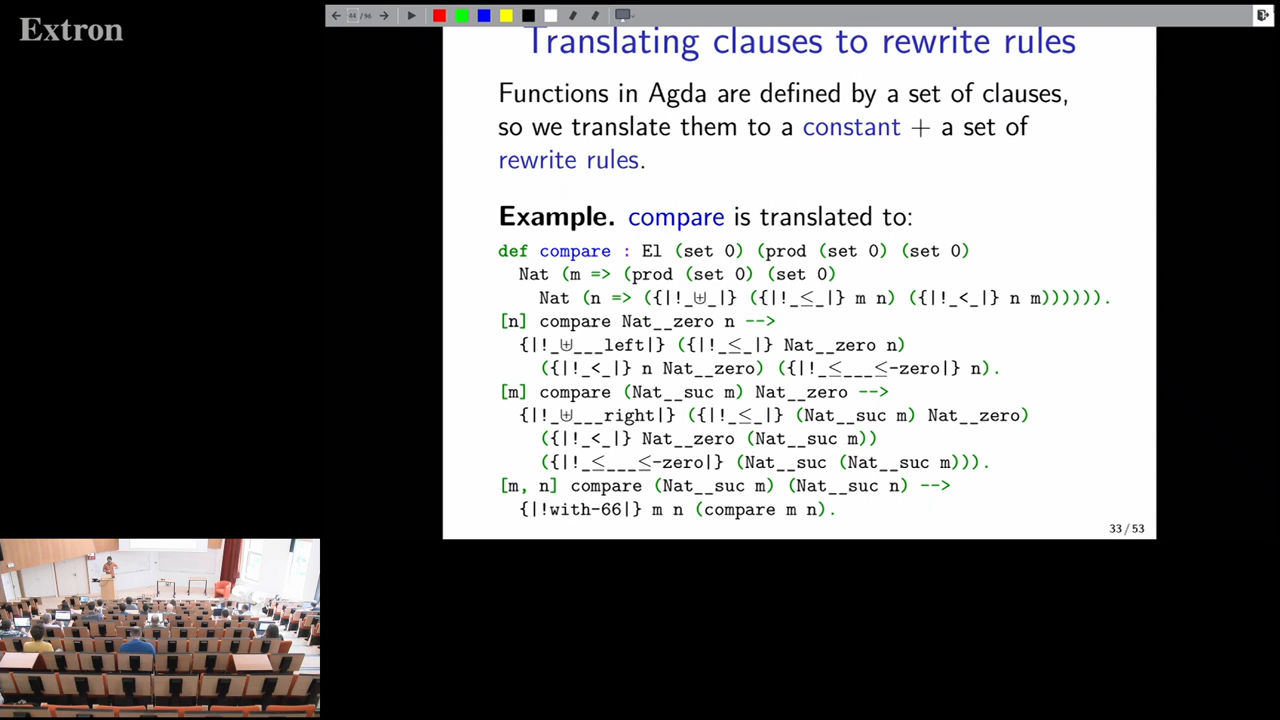 Extron
44/96
Translating clauses to rewrite rules
Functions in Agda are defined by a set of clauses,
so we translate them to a constant + a set of
rewrite rules.
Example. compare is translated to:
def compare : El (set 0) (prod (set 0) (set 0)
Nat (m => (prod (set 0) (set 0)
Nat (n => ({|!_⊎_|} ({|!_≤_|} m n) ({|!_<_|} n m)))))).
[n] compare Nat__zero n -->
{|!_⊎___left|} ({|!_≤_|} Nat__zero n)
({|!_<_|} n Nat__zero) ({|!_≤___≤-zero|} n).
[m] compare (Nat__suc m) Nat__zero -->
{|!_⊎___right|} ({|!_≤_|} (Nat__suc m) Nat__zero)
({|!_<_|} Nat__zero (Nat__suc m))
({|!_≤___≤-zero|} (Nat__suc (Nat__suc m))).
[m, n] compare (Nat__suc m) (Nat__suc n) -->
{|!with-66|} m n (compare m n).
33/53